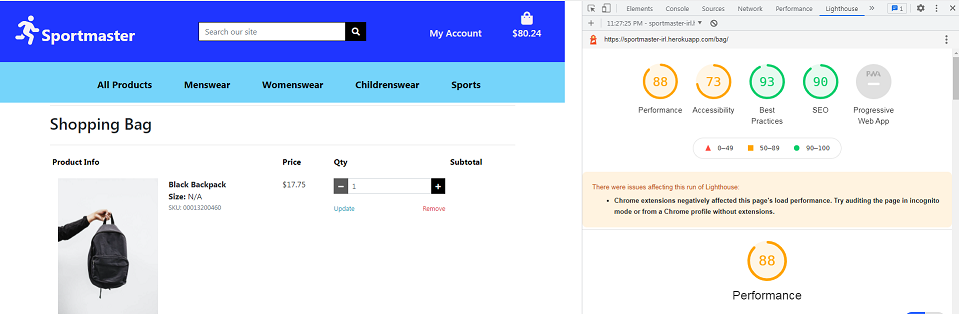 Sportmaster
Search our site
My Account
$80.24
All Products Menswear Womenswear Childrenswear Sports
Shopping Bag
Product Info Price Qty Subtotal
Black Backpack $17.75 1
Size: N/A
SKU: 00013200460
Update Remove
Elements Console Sources Network Performance Lighthouse » 1
11:27:25 PM - sportmaster-irl.h
https://sportmaster-irl.herokuapp.com/bag/
88 73 93 90 PWA
Performance Accessibility Best Practices SEO Progressive Web App
0–49 50–89 90–100
There were issues affecting this run of Lighthouse:
• Chrome extensions negatively affected this page's load performance. Try auditing the page in incognito
mode or from a Chrome profile without extensions.
88
Performance